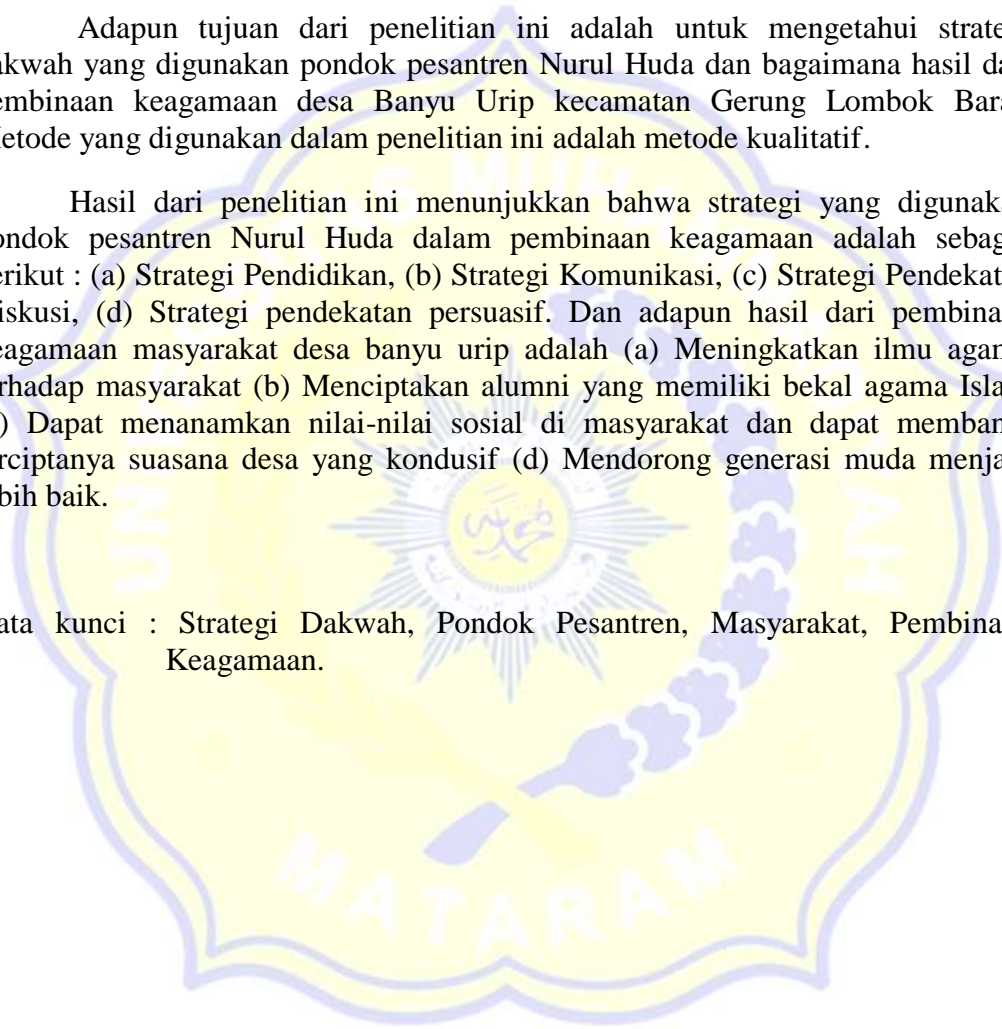 Adapun tujuan dari penelitian ini adalah untuk mengetahui strate
akwah yang digunakan pondok pesantren Nurul Huda dan bagaimana hasil da
embinaan keagamaan desa Banyu Urip kecamatan Gerung Lombok Bara
etode yang digunakan dalam penelitian ini adalah metode kualitatif.
Hasil dari penelitian ini menunjukkan bahwa strategi yang digunaka
ondok pesantren Nurul Huda dalam pembinaan keagamaan adalah sebaga
erikut : (a) Strategi Pendidikan, (b) Strategi Komunikasi, (c) Strategi Pendekat
iskusi, (d) Strategi pendekatan persuasif. Dan adapun hasil dari pembina
eagamaan masyarakat desa banyu urip adalah (a) Meningkatkan ilmu agam
rhadap masyarakat (b) Menciptakan alumni yang memiliki bekal agama Isla
) Dapat menanamkan nilai-nilai sosial di masyarakat dan dapat memban
rciptanya suasana desa yang kondusif (d) Mendorong generasi muda menja
bih baik.
ata kunci : Strategi Dakwah, Pondok Pesantren, Masyarakat, Pembina
Keagamaan.
MATARAM